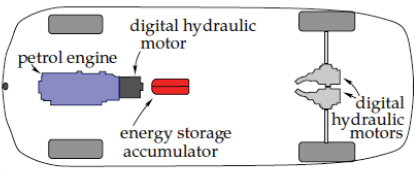 digital hydraulic
motor
petrol engine
energy storage
accumulator
digital
hydraulic
motors